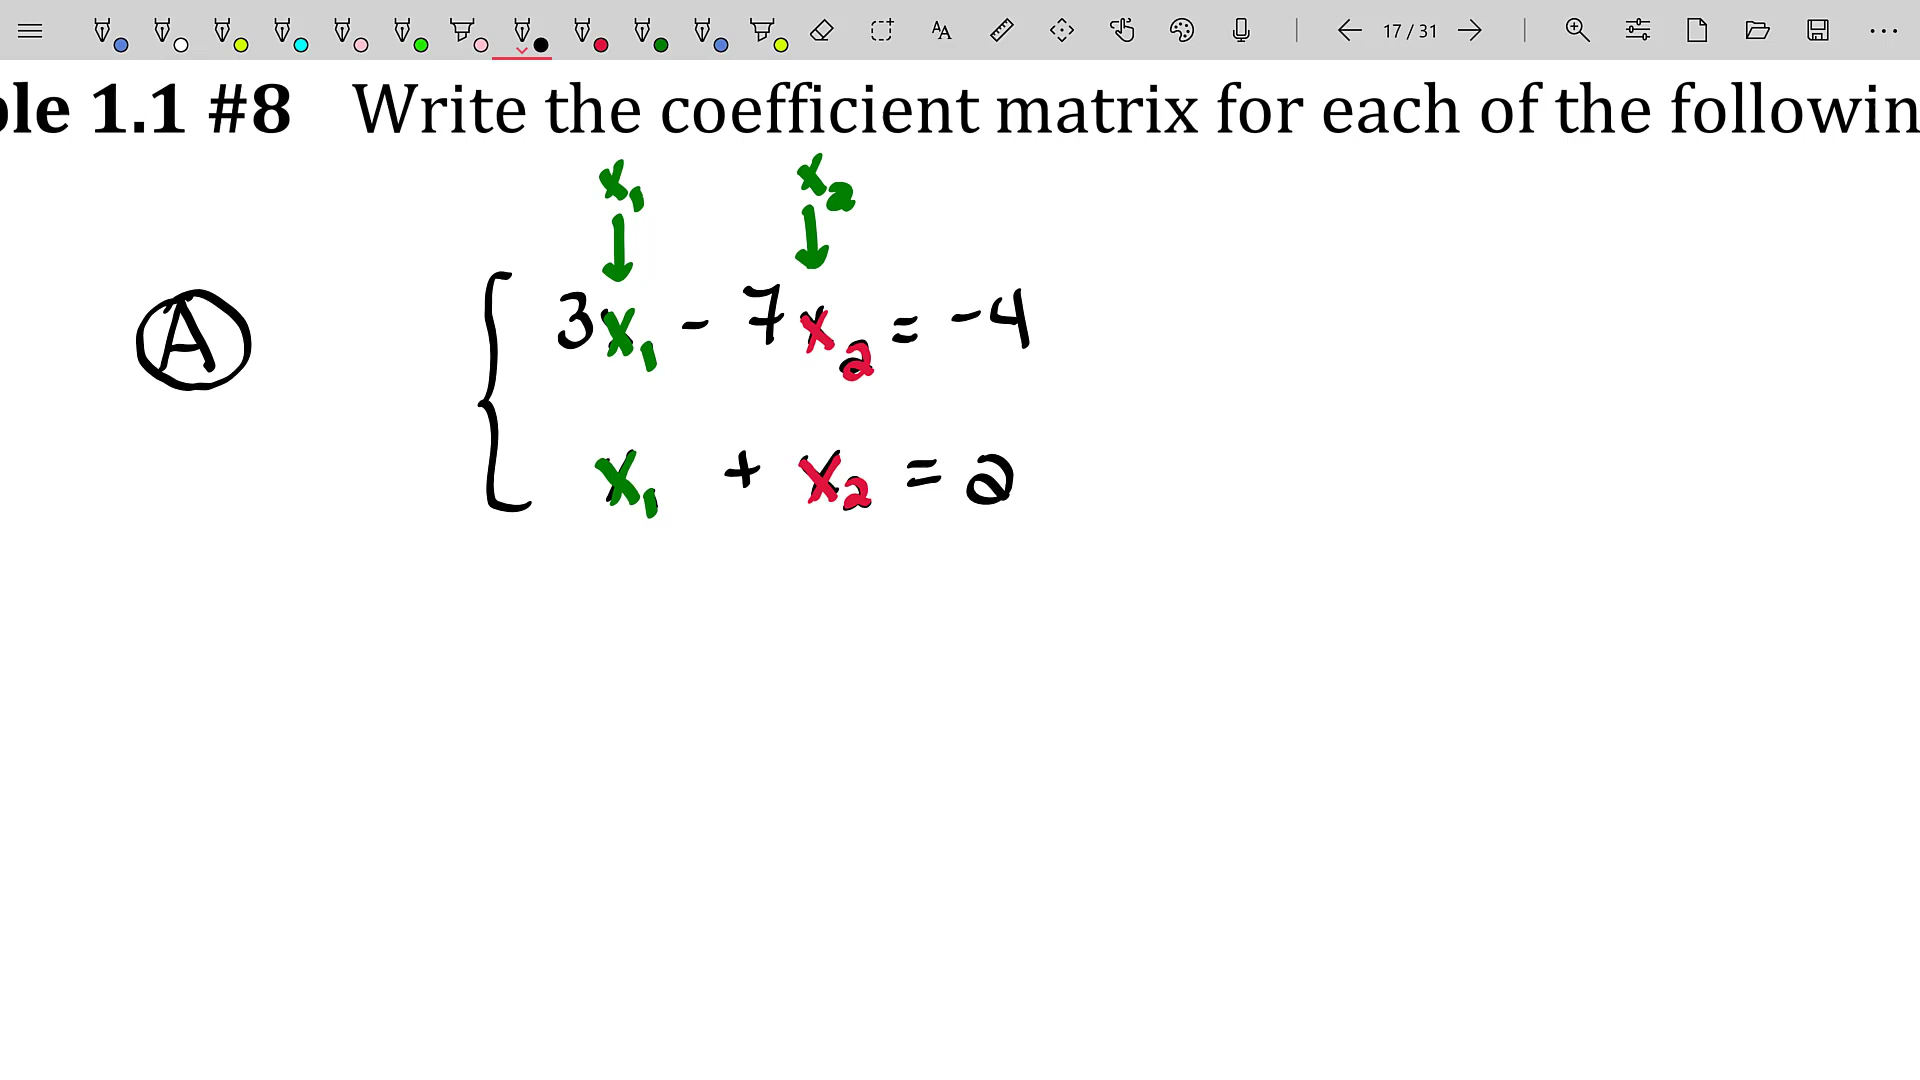 17 / 31
ble 1.1 #8 Write the coefficient matrix for each of the followin
x₁ x₂
A
3x₁ - 7x₂ = -4
x₁ + x₂ = 2